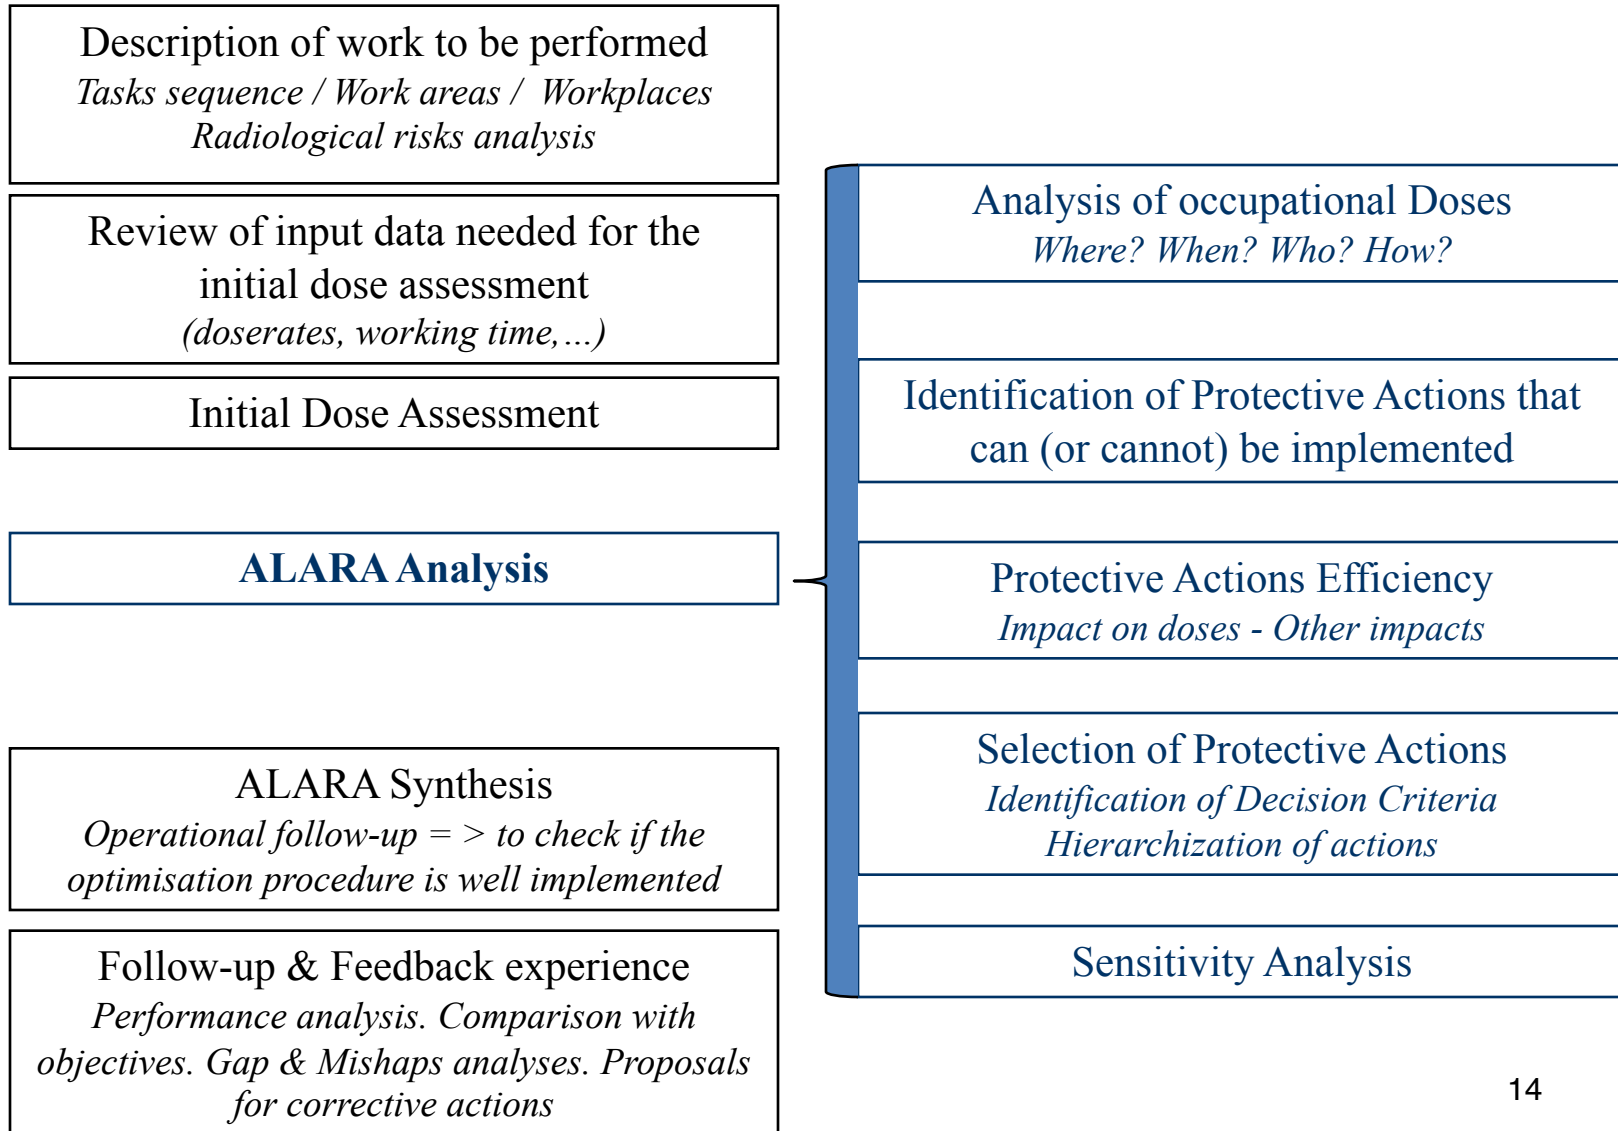 Description of work to be performed
Tasks sequence / Work areas / Workplaces
Radiological risks analysis
Review of input data needed for the
initial dose assessment
(doserates, working time,...)
Initial Dose Assessment
ALARA Analysis
ALARA Synthesis
Operational follow-up = > to check if the
optimisation procedure is well implemented
Follow-up & Feedback experience
Performance analysis. Comparison with
objectives. Gap & Mishaps analyses. Proposals
for corrective actions
Analysis of occupational Doses
Where? When? Who? How?
Identification of Protective Actions that
can (or cannot) be implemented
Protective Actions Efficiency
Impact on doses - Other impacts
Selection of Protective Actions
Identification of Decision Criteria
Hierarchization of actions
Sensitivity Analysis
14